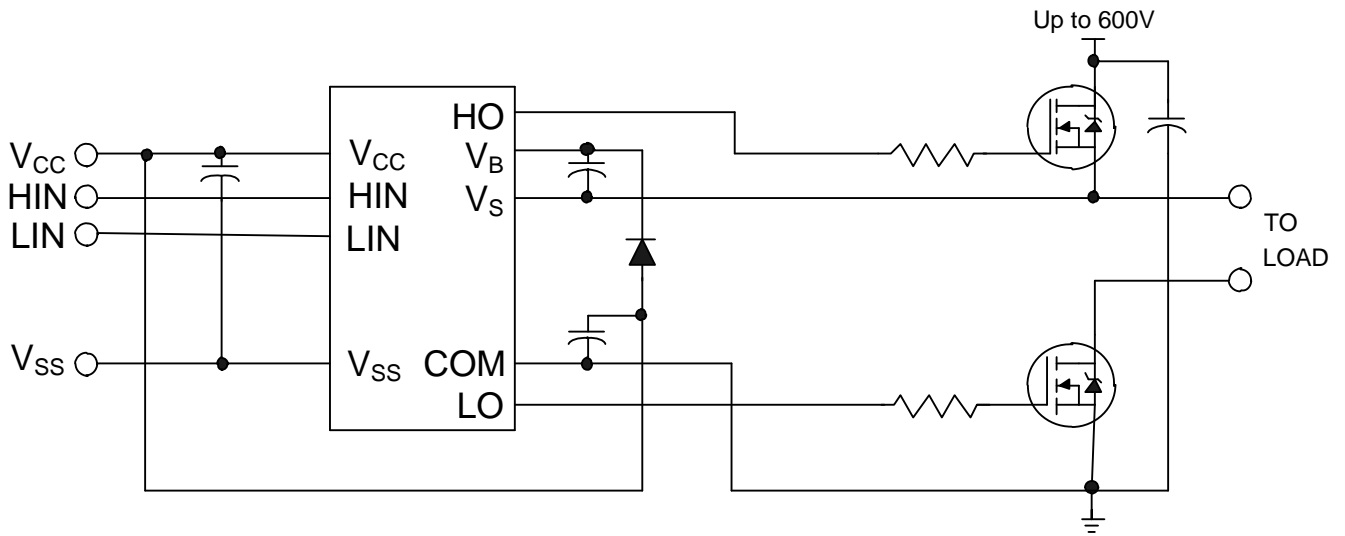 Up to 600V
HO
VCC
VCC
VB
HIN
HIN
VS
LIN
LIN
TO
LOAD
VSS
VSS
COM
LO